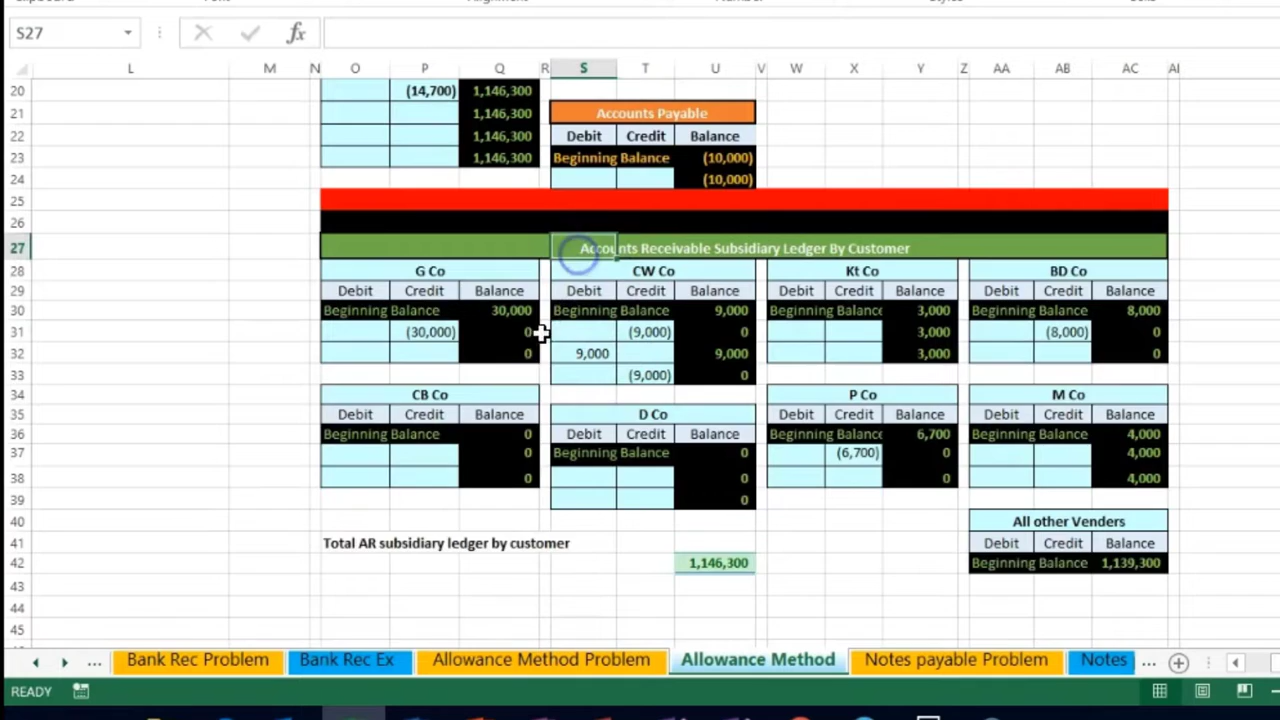 S27 fx
L M N O P Q R S T U V W X Y Z AA AB AC
20 (14,700) 1,146,300
21 1,146,300 Accounts Payable
22 1,146,300 Debit Credit Balance
23 1,146,300 Beginning Balance (10,000)
24 (10,000)
25
26
27 Accounts Receivable Subsidiary Ledger By Customer
28 G Co CW Co Kt Co BD Co
29 Debit Credit Balance Debit Credit Balance Debit Credit Balance Debit Credit Balance
30 Beginning Balance 30,000 Beginning Balance 9,000 Beginning Balance 3,000 Beginning Balance 8,000
31 (30,000) 0 (9,000) 0 3,000 (8,000) 0
32 0 9,000 9,000 3,000 0
33 (9,000) 0
34 CB Co P Co M Co
35 Debit Credit Balance D Co Debit Credit Balance Debit Credit Balance
36 Beginning Balance 0 Debit Credit Balance Beginning Balance 6,700 Beginning Balance 4,000
37 0 Beginning Balance 0 (6,700) 0 4,000
38 0 0 0 4,000
39 0
40 All other Venders
41 Total AR subsidiary ledger by customer Debit Credit Balance
42 1,146,300 Beginning Balance 1,139,300
43
44
45
... Bank Rec Problem Bank Rec Ex Allowance Method Problem Allowance Method Notes payable Problem Notes ...
READY